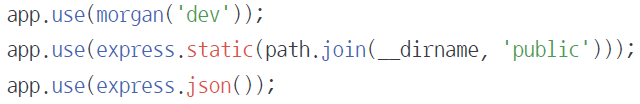 app.use(morgan('dev'));
app.use(express.static(path.join(__dirname, 'public')));
app.use(express.json());